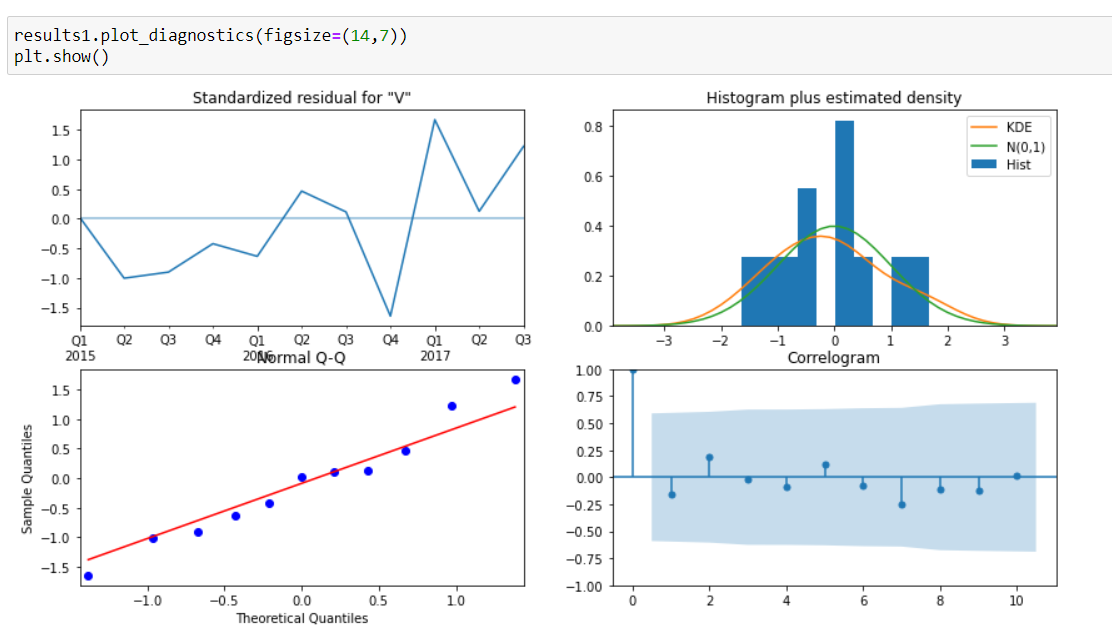 results1.plot_diagnostics(figsize=(14,7))
plt.show()
Standardized residual for "V"
1.5
1.0
0.5
0.0
−0.5
−1.0
−1.5
Q1 Q2 Q3 Q4 Q1 Q2 Q3 Q4 Q1 Q2 Q3
2015 2016 2017
Histogram plus estimated density
KDE
N(0,1)
Hist
0.8
0.6
0.4
0.2
0.0
−3 −2 −1 0 1 2 3
Normal Q-Q
Sample Quantiles
1.5
1.0
0.5
0.0
−0.5
−1.0
−1.5
−1.0 −0.5 0.0 0.5 1.0
Theoretical Quantiles
Correlogram
1.00
0.75
0.50
0.25
0.00
−0.25
−0.50
−0.75
−1.00
0 2 4 6 8 10